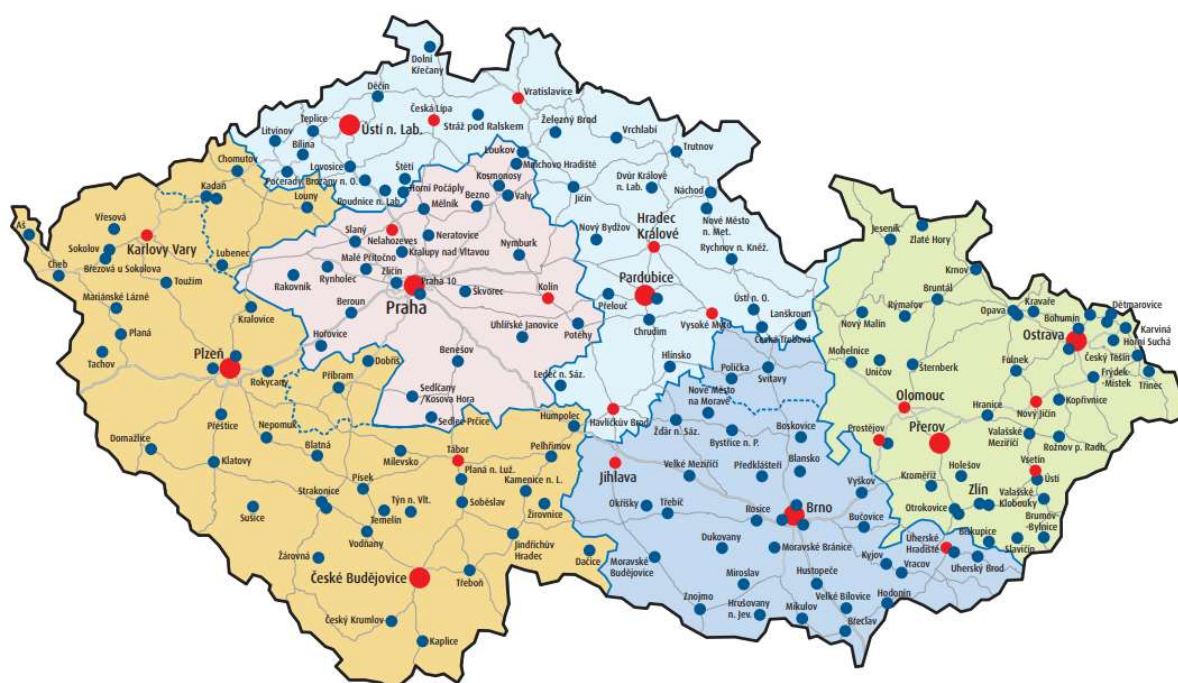 Dolní
Křečany
Děčín
Vratislavice
Česká Lípa
Teplice
Ústí n. Lab.
Stráž pod Ralskem
Železný Brod
Vrchlabí
Litvínov
Bílina
Trutnov
Chomutov
Lovosice
Loukov
Štětí
Mnichovo Hradiště
Počerady
Brozany n. O.
Kosmonosy
Dvůr Králové
n. Lab.
Kadaň
Horní Počáply
Jičín
Náchod
Louny
Roudnice n. Lab.
Bezno
Valy
Mělník
Aš
Vřesová
Nový Bydžov
Hradec
Králové
Nové Město
n. Met.
Slaný
Nelahozeves
Neratovice
Nymburk
Jeseník
Zlaté Hory
Karlovy Vary
Sokolov
Lubenec
Kralupy nad Vltavou
Malé Přítočno
Rychnov n. Kněž.
Cheb
Březová u Sokolova
Rynholec
Zličín
Praha 10
Krnov
Rakovník
Toužim
Škvorec
Kolín
Pardubice
Mariánské Lázně
Beroun
Praha
Přelouč
Ústí n. O.
Bruntál
Kravaře
Dětmarovice
Lanškroun
Rýmařov
Opava
Bohumín
Kralovice
Uhlířské Janovice
Potěhy
Chrudim
Vysoké Mýto
Nový Malín
Karviná
Planá
Hořovice
Česká Třebová
Ostrava
Horní Suchá
Tachov
Plzeň
Dobříš
Benešov
Hlinsko
Mohelnice
Český Těšín
Rokycany
Příbram
Ledeč n. Sáz.
Polička
Svitavy
Uničov
Šternberk
Fulnek
Frýdek-
Místek
Třinec
Sedlčany
/Kosova Hora
Nové Město
na Moravě
Olomouc
Hranice
Nový Jičín
Kopřivnice
Přeštice
Nepomuk
Sedlec Prčice
Humpolec
Havlíčkův Brod
Žďár n. Sáz.
Bystřice n. P.
Boskovice
Prostějov
Přerov
Valašské
Meziříčí
Rožnov p. Radh.
Domažlice
Blatná
Milevsko
Tábor
Pelhřimov
Klatovy
Planá n. Luž.
Jihlava
Velké Meziříčí
Předklášteří
Blansko
Holešov
Vsetín
Ústí
Písek
Kamenice n. L.
Kroměříž
Zlín
Strakonice
Týn n. Vlt.
Soběslav
Vyškov
Valašské
Klobouky
Sušice
Temelín
Žirovnice
Okříšky
Třebíč
Rosice
Brno
Otrokovice
Vodňany
Bučovice
Brumov-
Bylnice
Biskupice
Žárovná
Jindřichův
Hradec
Dukovany
Moravské Bránice
Uherské
Hradiště
Slavičín
Dačice
Moravské
Budějovice
Kyjov
Vracov
Uherský Brod
České Budějovice
Třeboň
Miroslav
Hustopeče
Znojmo
Hrušovany
n. Jev.
Velké Bílovice
Hodonín
Mikulov
Břeclav
Český Krumlov
Kaplice